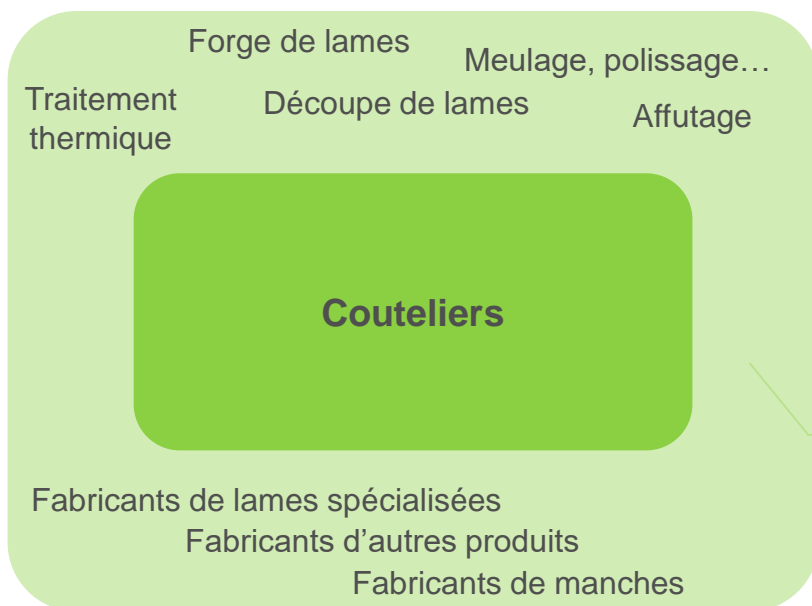 Forge de lames
Meulage, polissage…
Traitement
thermique
Découpe de lames
Affutage
Couteliers
Fabricants de lames spécialisées
Fabricants d’autres produits
Fabricants de manches